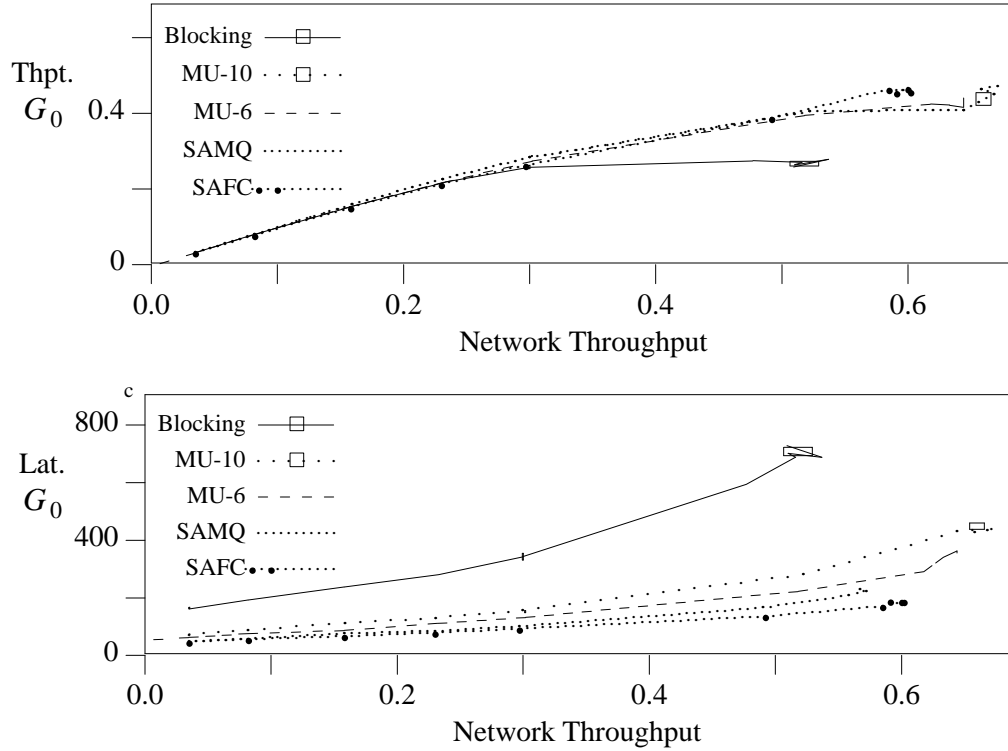 Blocking
Thpt.
MU-10
G0
0.4
MU-6
SAMQ
SAFC
0
0.0
0.2
0.4
0.6
Network Throughput
c
800
Blocking
Lat.
MU-10
G0
MU-6
400
SAMQ
SAFC
0
0.0
0.2
0.4
0.6
Network Throughput